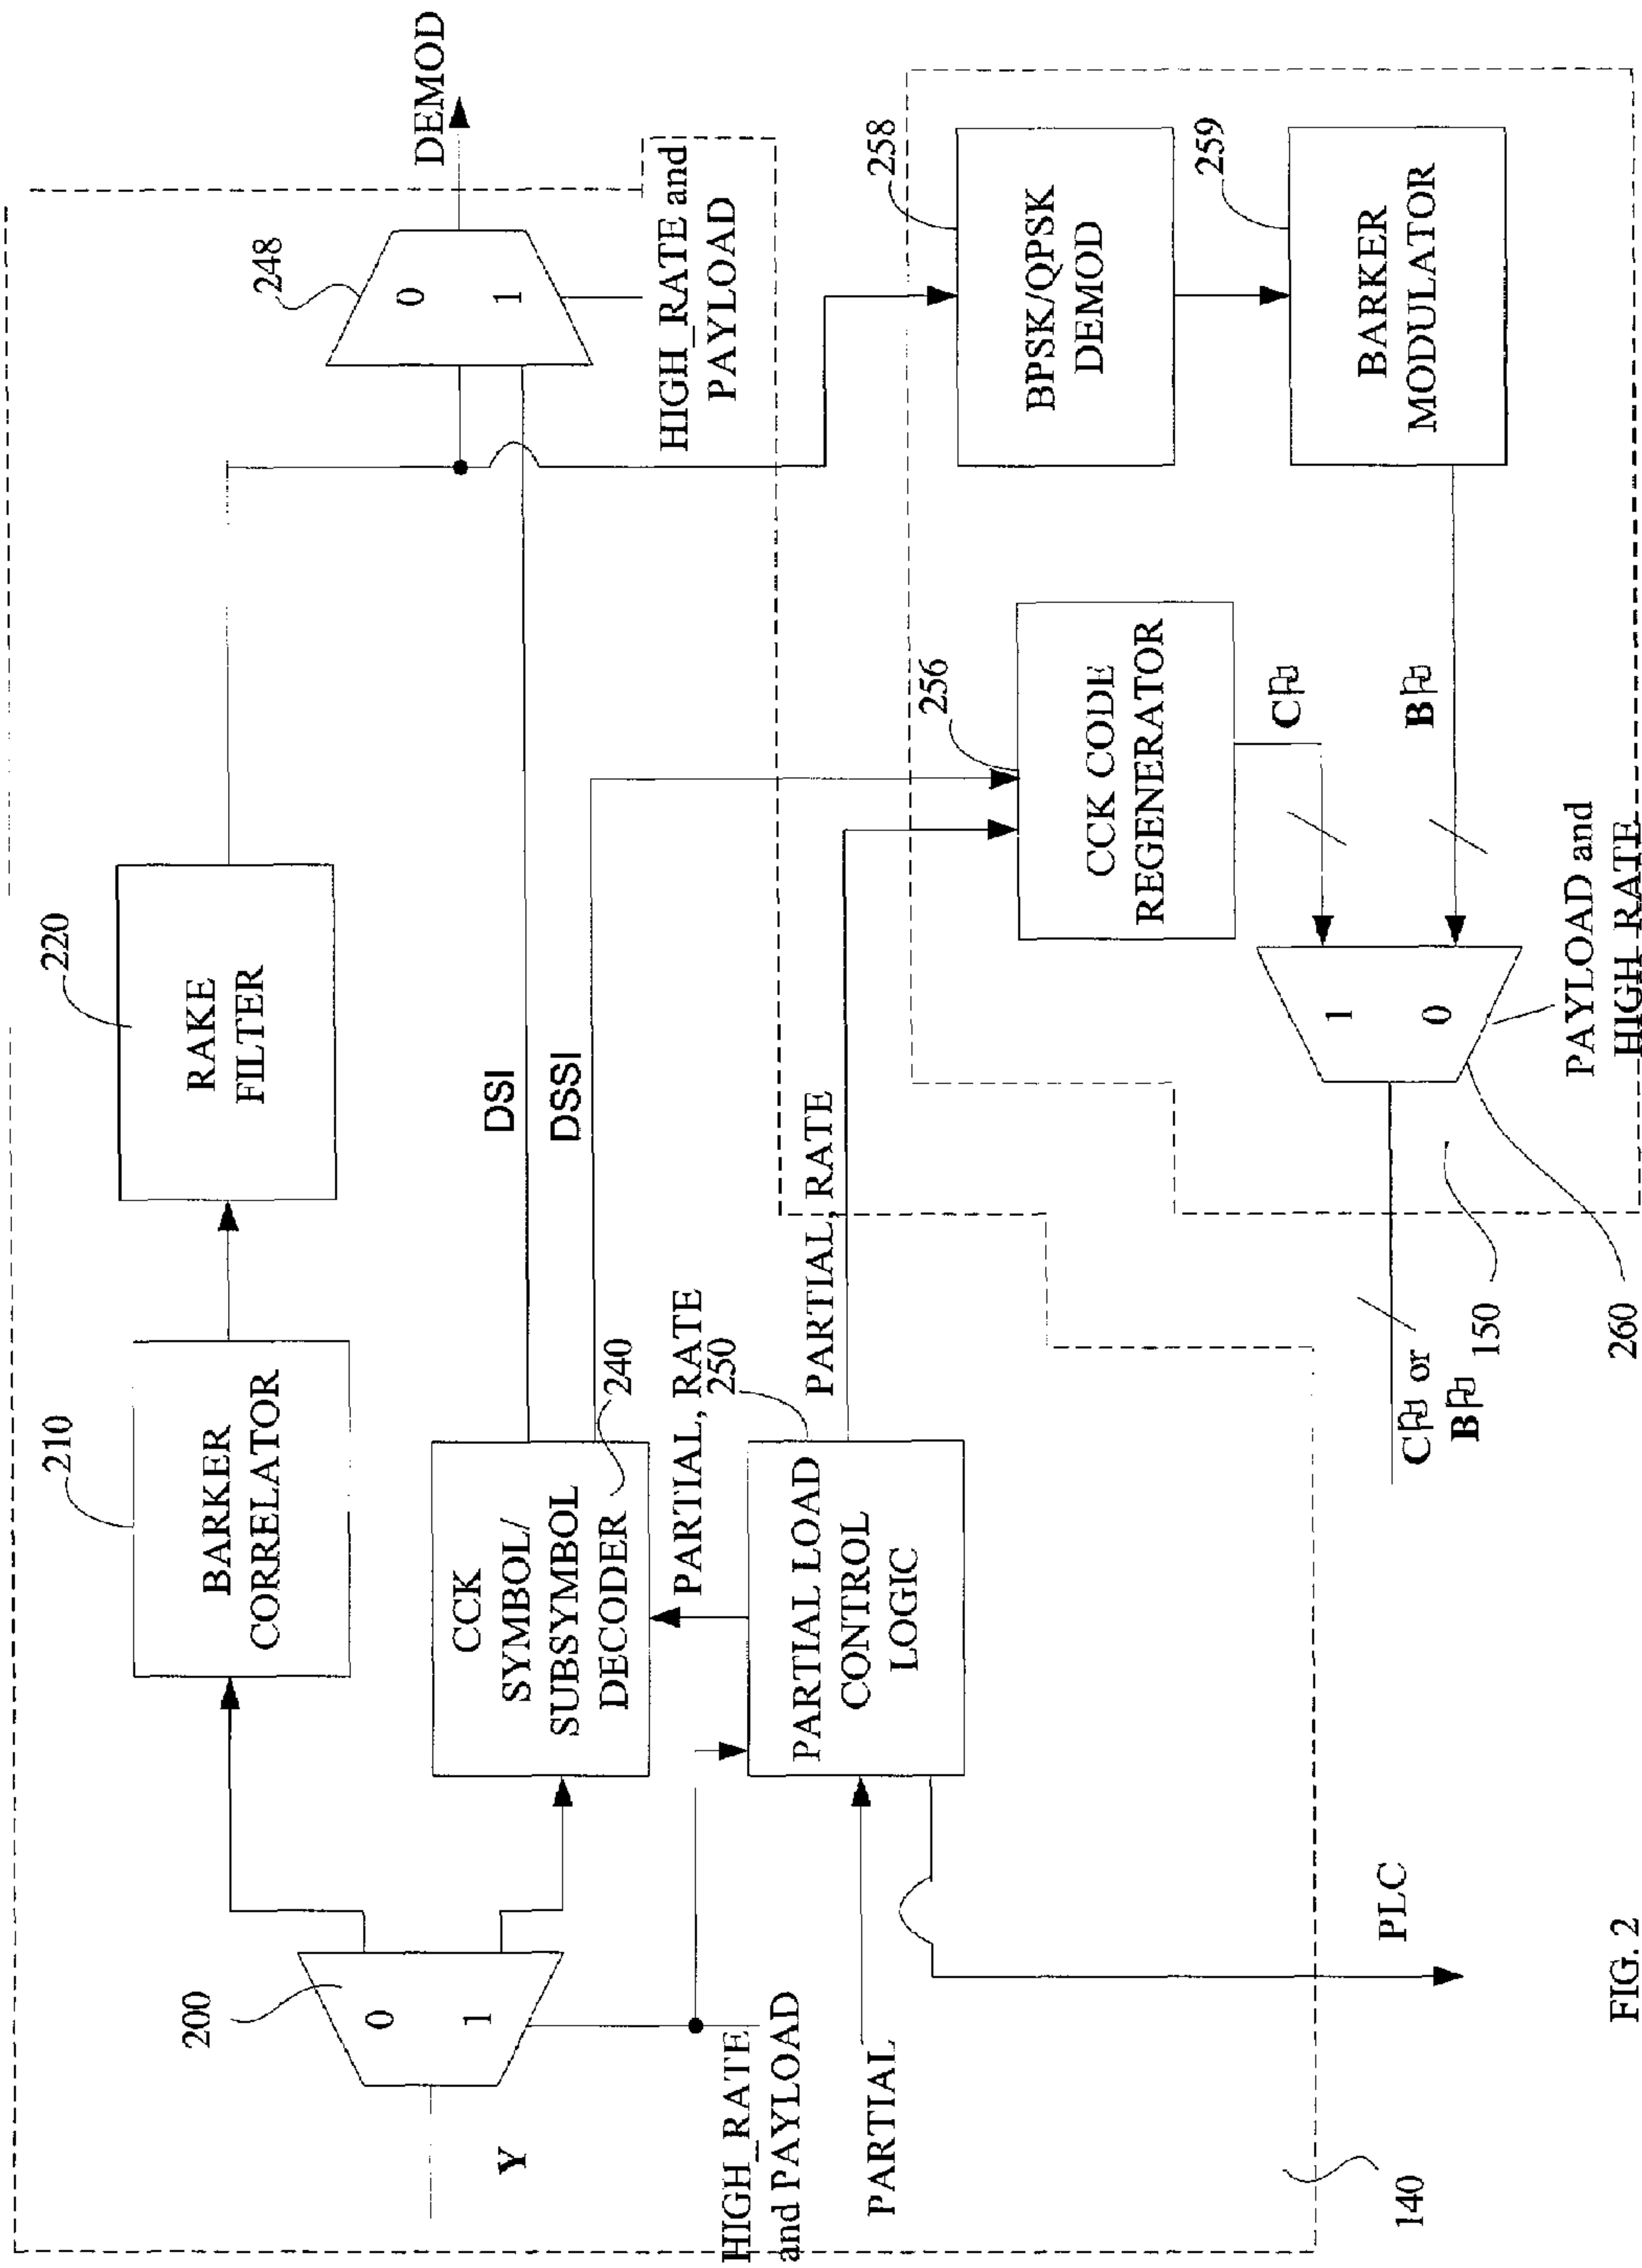 210
BARKER
CORRELATOR
220
RAKE
FILTER
200
0
1
Y
HIGH_RATE
and PAYLOAD
CCK
SYMBOL/
SUBSYMBOL
DECODER
240
DSI
DSSI
248
0
1
DEMOD
HIGH_RATE and
PAYLOAD
PARTIAL, RATE
250
PARTIAL LOAD
CONTROL
LOGIC
PARTIAL
PARTIAL, RATE
PLC
140
256
CCK CODE
REGENERATOR
258
BPSK/QPSK
DEMOD
259
BARKER
MODULATOR
C
B
1
0
PAYLOAD and
HIGH_RATE
C or
B
150
260
FIG. 2